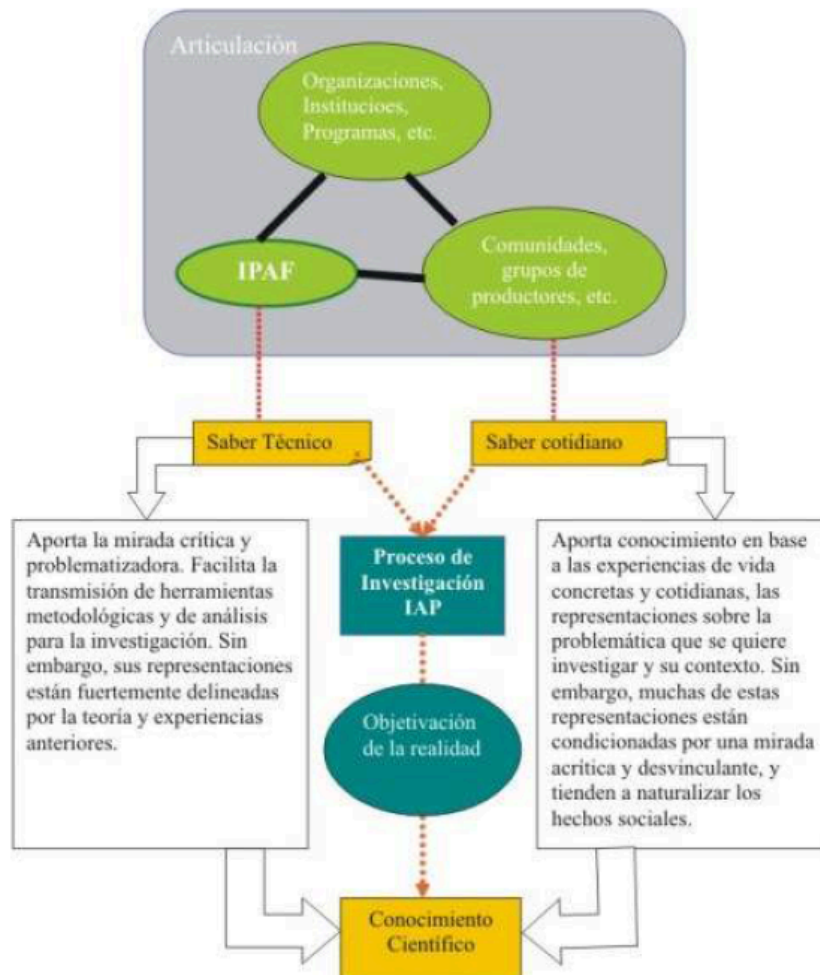 Articulación
Organizaciones,
Institucioes,
Programas, etc.
IPAF
Comunidades,
grupos de
productores, etc.
Saber Técnico
Saber cotidiano
Aporta la mirada crítica y
problematizadora. Facilita la
transmisión de herramientas
metodológicas y de análisis
para la investigación. Sin
embargo, sus representaciones
están fuertemente delineadas
por la teoría y experiencias
anteriores.
Proceso de
Investigación
IAP
Objetivación
de la realidad
Aporta conocimiento en base
a las experiencias de vida
concretas y cotidianas, las
representaciones sobre la
problemática que se quiere
investigar y su contexto. Sin
embargo, muchas de estas
representaciones están
condicionadas por una mirada
acrítica y desvinculante, y
tienden a naturalizar los
hechos sociales.
Conocimiento
Científico